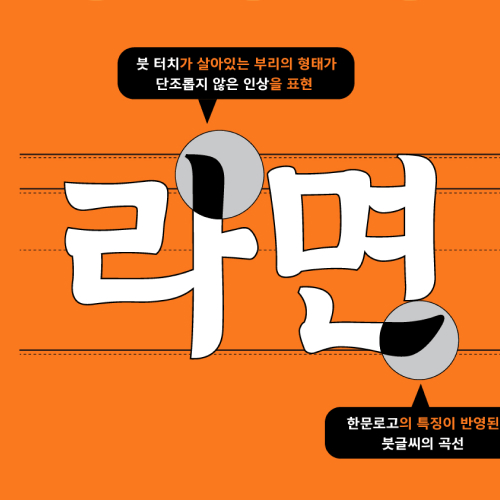 붓 터치가 살아있는 부리의 형태가
단조롭지 않은 인상을 표현
라면
한문로고의 특징이 반영된
붓글씨의 곡선